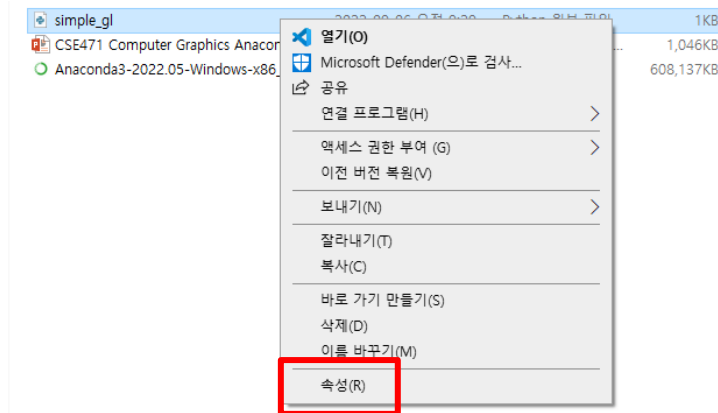 simple_gl
1KB
CSE471 Computer Graphics Anacor
1,046KB
Anaconda3-2022.05-Windows-x86_
608,137KB
열기(O)
Microsoft Defender(으)로 검사...
공유
연결 프로그램(H)
액세스 권한 부여 (G)
이전 버전 복원(V)
보내기(N)
잘라내기(T)
복사(C)
바로 가기 만들기(S)
삭제(D)
이름 바꾸기(M)
속성(R)